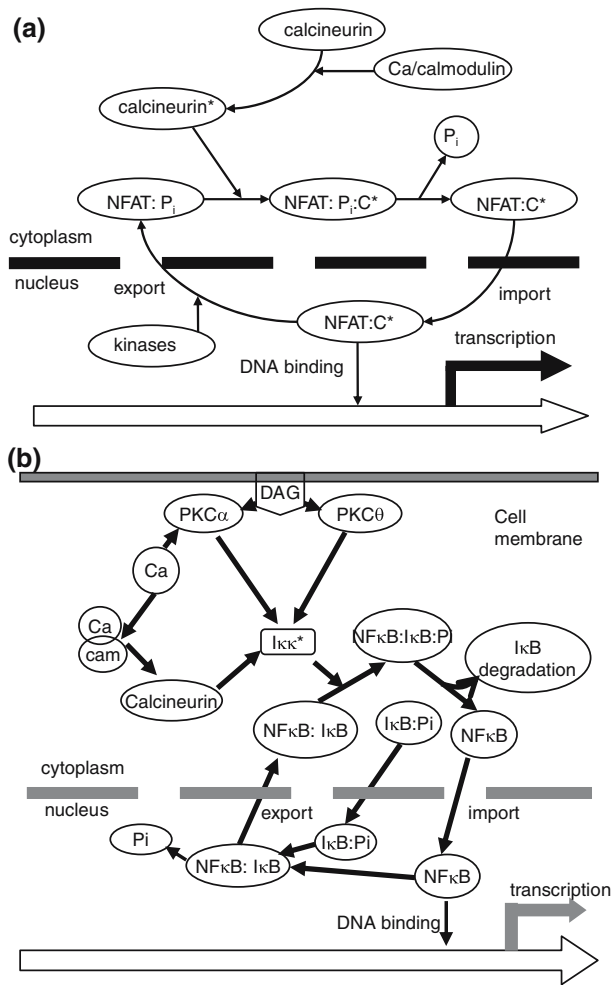 (a)
calcineurin
Ca/calmodulin
calcineurin*
Pi
NFAT: Pi
NFAT: Pi:C*
NFAT:C*
cytoplasm
nucleus
export
import
NFAT:C*
kinases
transcription
DNA binding
(b)
DAG
PKCα
PKCθ
Cell
membrane
Ca
Ca
cam
Iκκ*
NFκB:IκB:Pi
IκB
degradation
Calcineurin
NFκB: IκB
IκB:Pi
NFκB
cytoplasm
nucleus
export
import
Pi
IκB:Pi
NFκB: IκB
NFκB
transcription
DNA binding